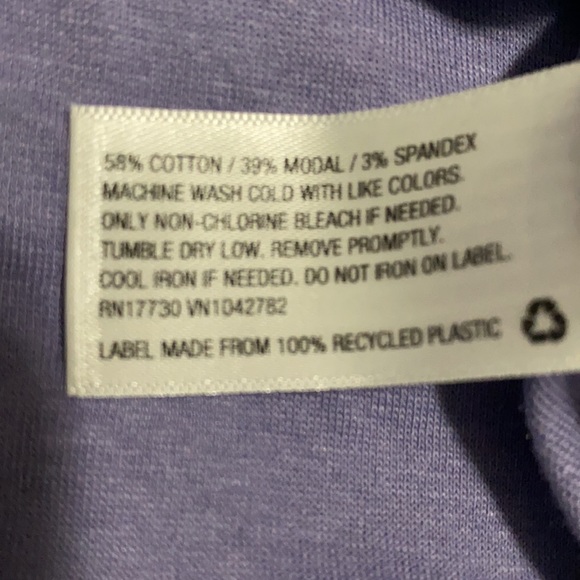 58% COTTON / 39% MODAL / 3% SPANDEX
MACHINE WASH COLD WITH LIKE COLORS.
ONLY NON-CHLORINE BLEACH IF NEEDED.
TUMBLE DRY LOW. REMOVE PROMPTLY.
COOL IRON IF NEEDED. DO NOT IRON ON LABEL.
RN17730 VN1042782
LABEL MADE FROM 100% RECYCLED PLASTIC